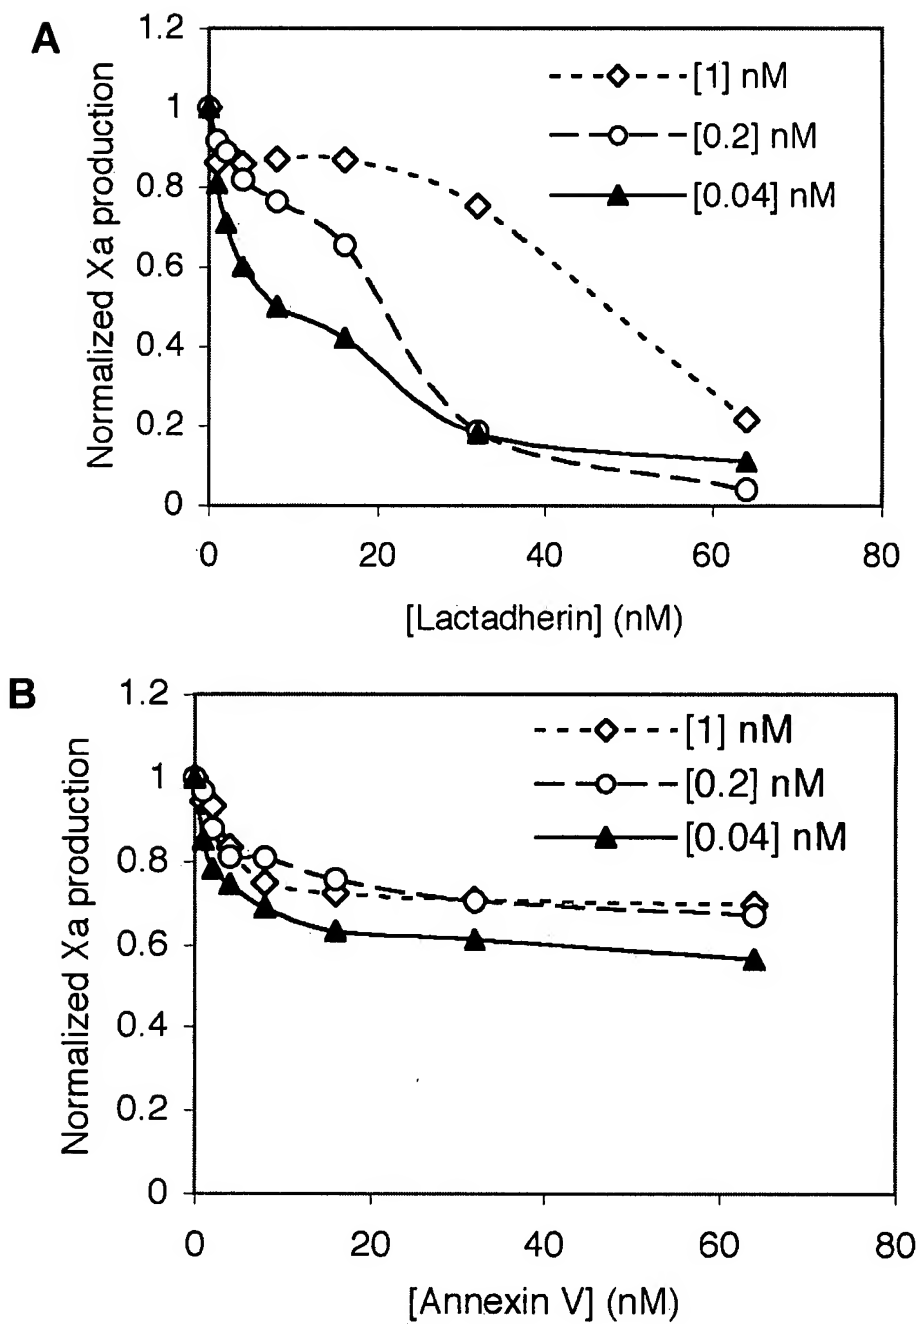 A
Normalized Xa production
1.2
1
0.8
0.6
0.4
0.2
0
[1] nM
[0.2] nM
[0.04] nM
0 20 40 60 80
[Lactadherin] (nM)
B
Normalized Xa production
1.2
1
0.8
0.6
0.4
0.2
0
[1] nM
[0.2] nM
[0.04] nM
0 20 40 60 80
[Annexin V] (nM)